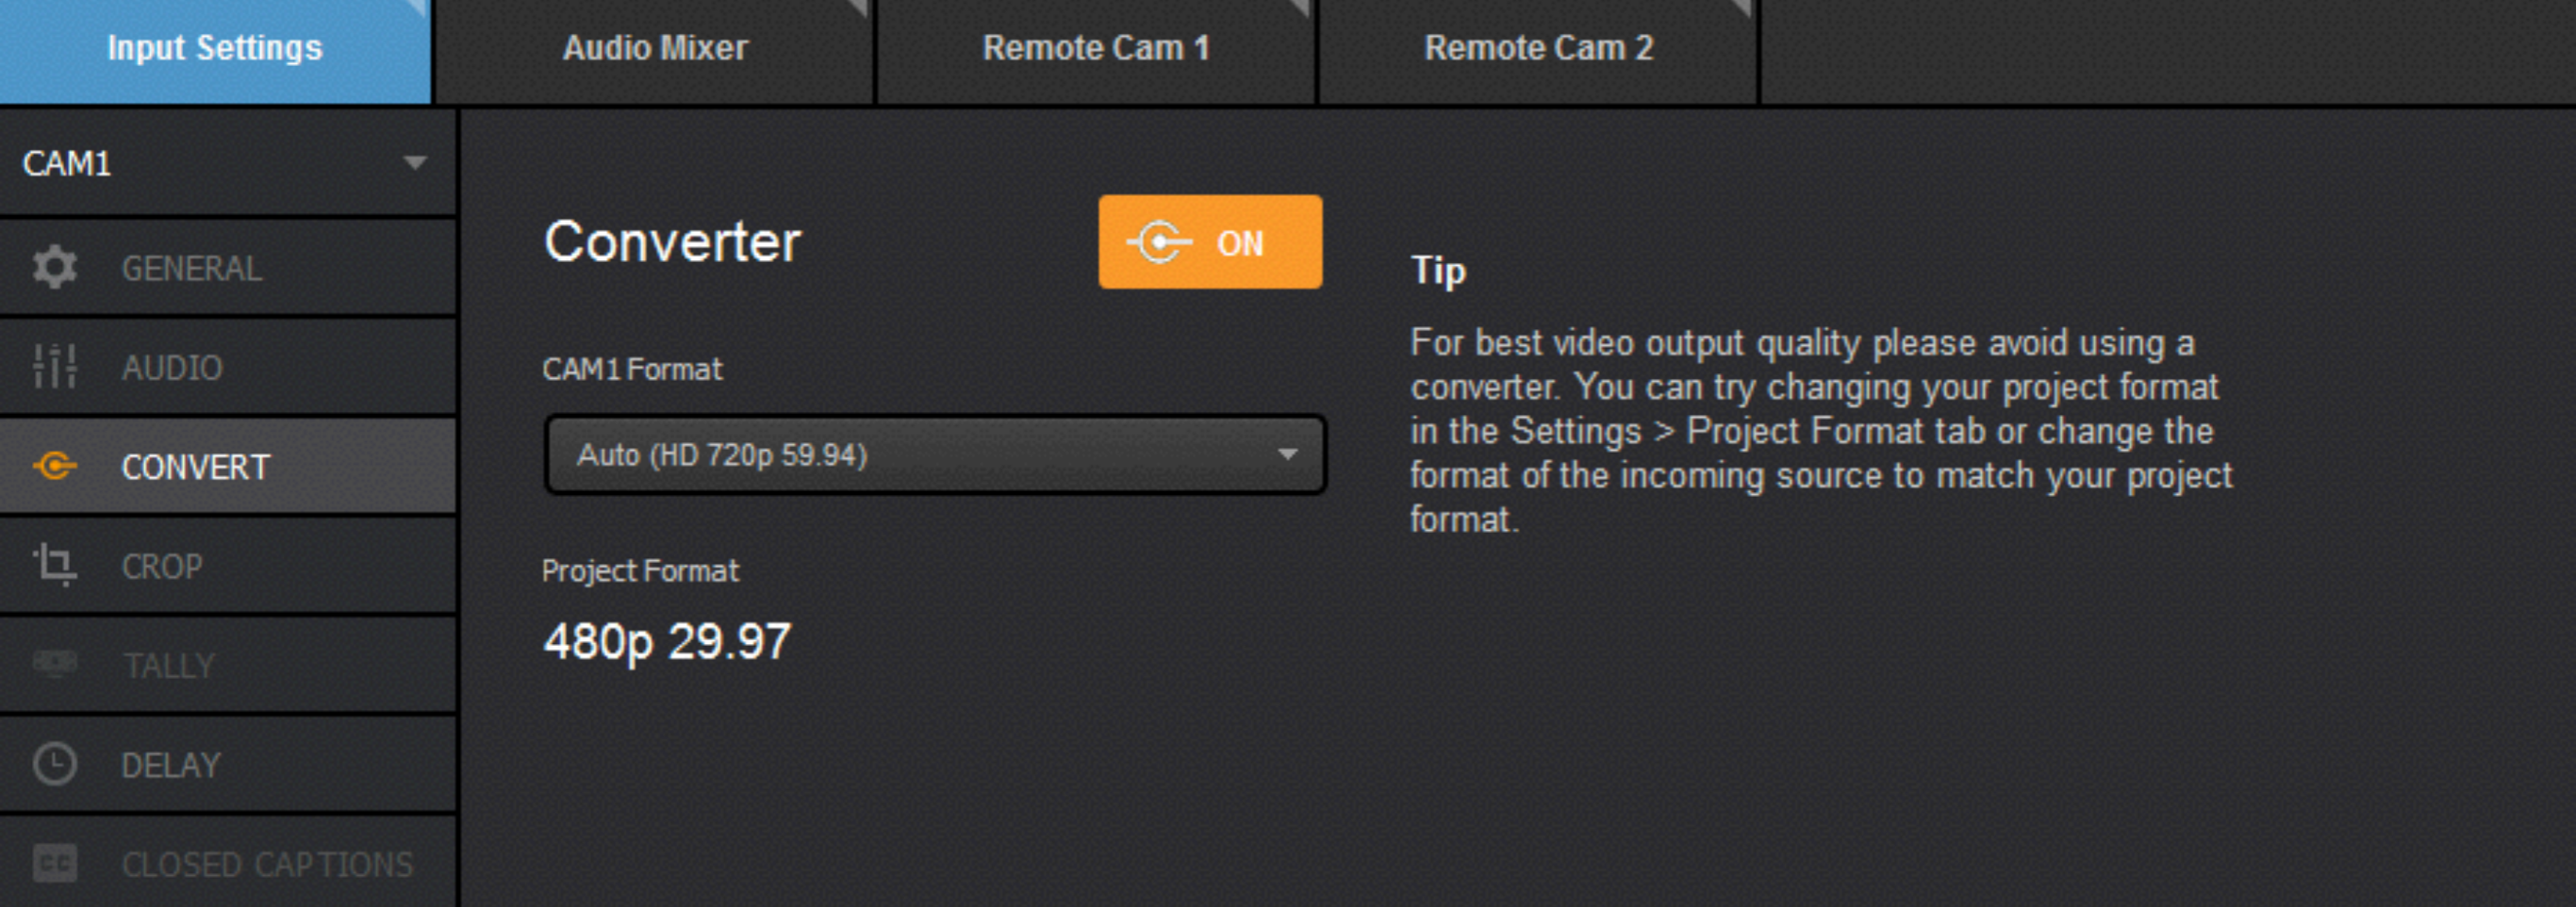 Input Settings
Audio Mixer
Remote Cam 1
Remote Cam 2
CAM1
GENERAL
AUDIO
CONVERT
CROP
TALLY
DELAY
CC CLOSED CAPTIONS
Converter
ON
CAM1 Format
Auto (HD 720p 59.94)
Project Format
480p 29.97
Tip
For best video output quality please avoid using a
converter. You can try changing your project format
in the Settings > Project Format tab or change the
format of the incoming source to match your project
format.